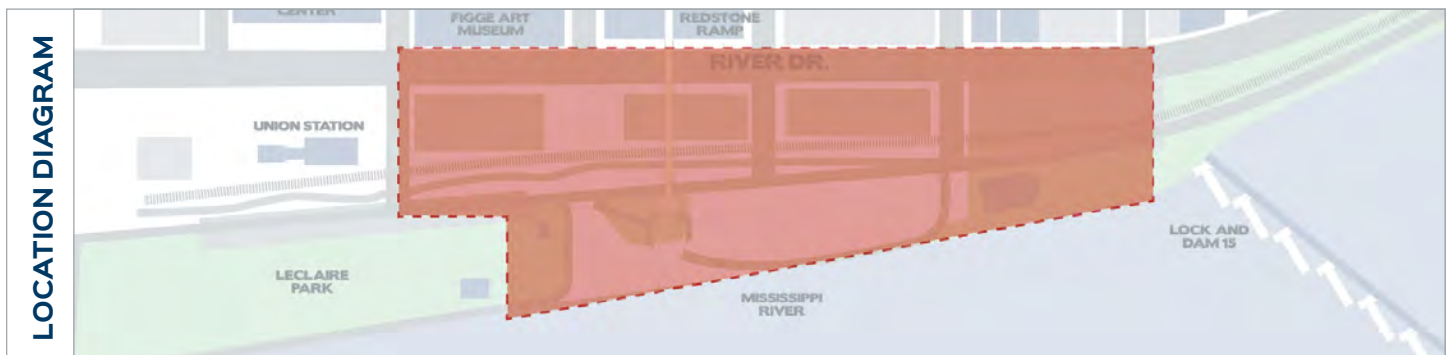 LOCATION DIAGRAM
CENTER
FIGGE ART
MUSEUM
REDSTONE
RAMP
RIVER DR.
UNION STATION
LECLAIRE
PARK
MISSISSIPPI
RIVER
LOCK AND
DAM 15